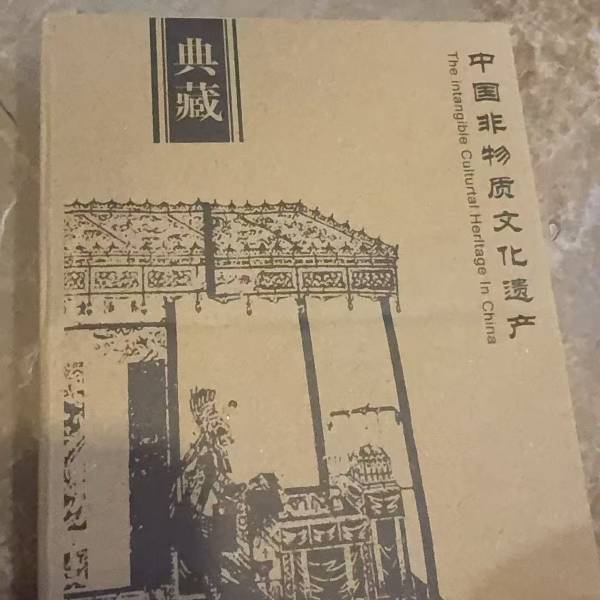 典藏
中国非物质文化遗产
The intangible Culturtal Heritage In China